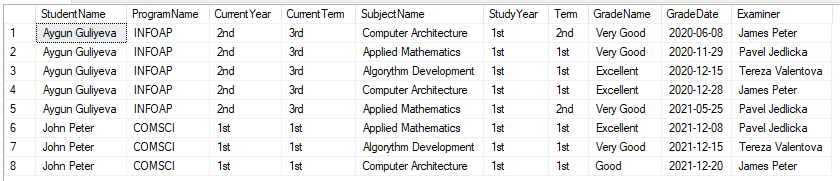 StudentName ProgramName CurrentYear CurrentTerm SubjectName StudyYear Term GradeName GradeDate Examiner
1 Aygun Guliyeva INFOAP 2nd 3rd Computer Architecture 1st 2nd Very Good 2020-06-08 James Peter
2 Aygun Guliyeva INFOAP 2nd 3rd Applied Mathematics 1st 1st Very Good 2020-11-29 Pavel Jedlicka
3 Aygun Guliyeva INFOAP 2nd 3rd Algorythm Development 1st 1st Excellent 2020-12-15 Tereza Valentova
4 Aygun Guliyeva INFOAP 2nd 3rd Computer Architecture 1st 1st Excellent 2020-12-28 James Peter
5 Aygun Guliyeva INFOAP 2nd 3rd Applied Mathematics 1st 2nd Very Good 2021-05-25 Pavel Jedlicka
6 John Peter COMSCI 1st 1st Applied Mathematics 1st 1st Excellent 2021-12-08 Pavel Jedlicka
7 John Peter COMSCI 1st 1st Algorythm Development 1st 1st Very Good 2021-12-15 Tereza Valentova
8 John Peter COMSCI 1st 1st Computer Architecture 1st 1st Good 2021-12-20 James Peter